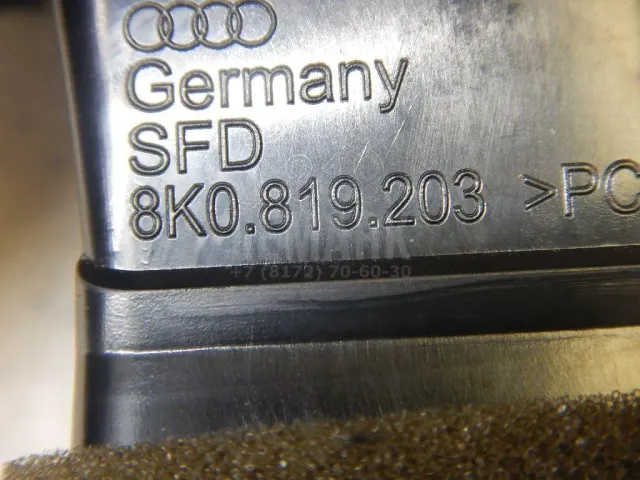 Germany
SFD
8K0.819.203 >PC
+7 (8172) 70-60-30